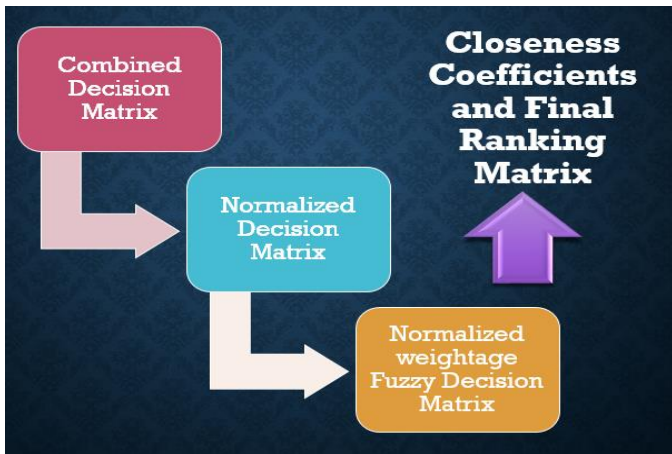 Combined
Decision
Matrix
Normalized
Decision
Matrix
Normalized
weightage
Fuzzy Decision
Matrix
Closeness
Coefficients
and Final
Ranking
Matrix